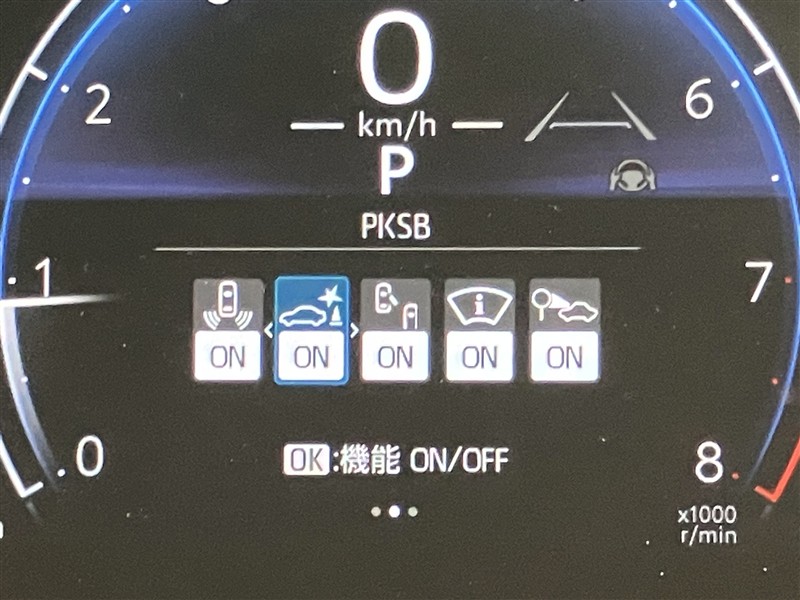 0
km/h
2
6
P
PKSB
1
7
i
ON ON ON ON ON
0
OK:機能 ON/OFF
8
x1000
r/min